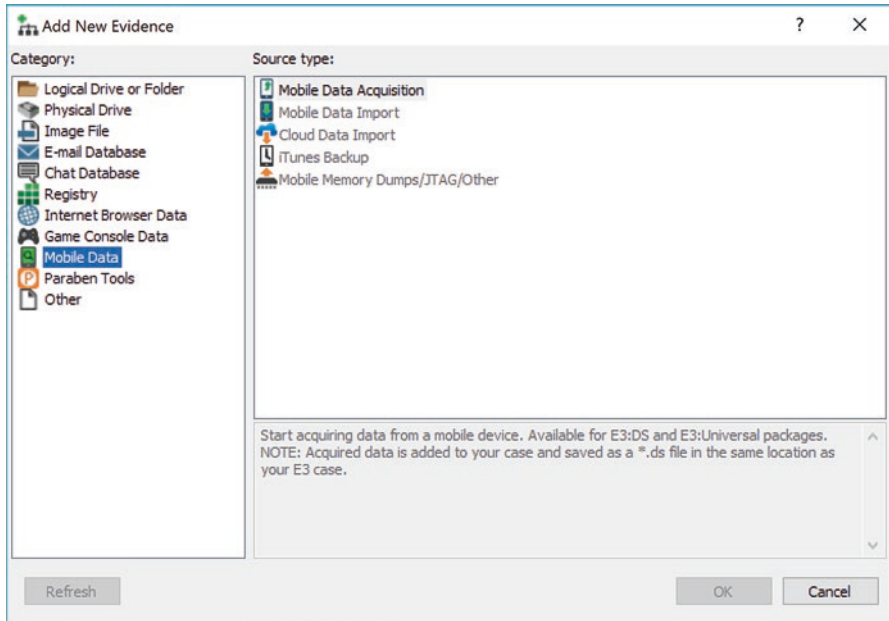 Add New Evidence
Category:
Source type:
Logical Drive or Folder
Physical Drive
Image File
E-mail Database
Chat Database
Registry
Internet Browser Data
Game Console Data
Mobile Data
Paraben Tools
Other
Mobile Data Acquisition
Mobile Data Import
Cloud Data Import
iTunes Backup
Mobile Memory Dumps/JTAG/Other
Start acquiring data from a mobile device. Available for E3:DS and E3:Universal packages.
NOTE: Acquired data is added to your case and saved as a *.ds file in the same location as
your E3 case.
Refresh
OK
Cancel